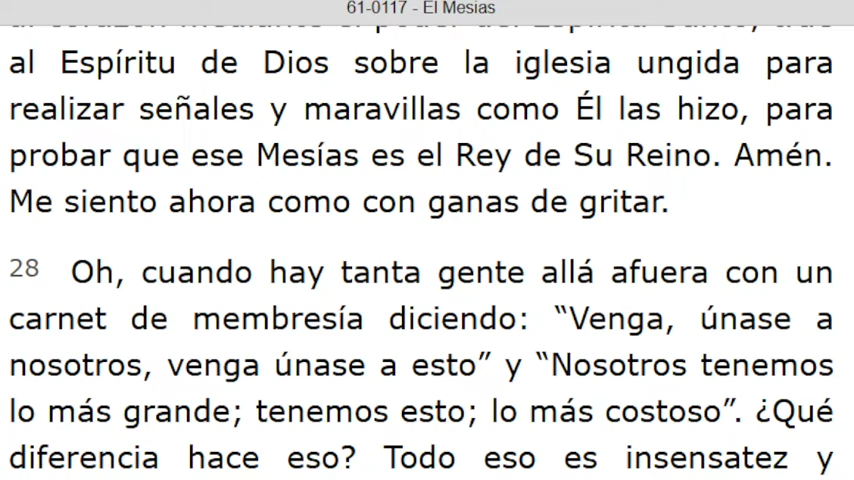 61-0117 - El Mesias
al Espíritu de Dios sobre la iglesia ungida para
realizar señales y maravillas como Él las hizo, para
probar que ese Mesías es el Rey de Su Reino. Amén.
Me siento ahora como con ganas de gritar.
28 Oh, cuando hay tanta gente allá afuera con un
carnet de membresía diciendo: “Venga, únase a
nosotros, venga únase a esto” y “Nosotros tenemos
lo más grande; tenemos esto; lo más costoso”. ¿Qué
diferencia hace eso? Todo eso es insensatez y